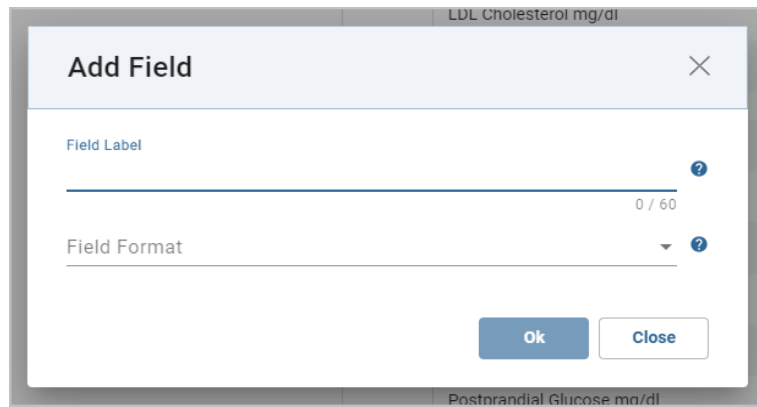 LDL Cholesterol mg/dl
Add Field
Field Label
?
0 / 60
Field Format
?
Ok
Close
Postprandial Glucose mg/dl